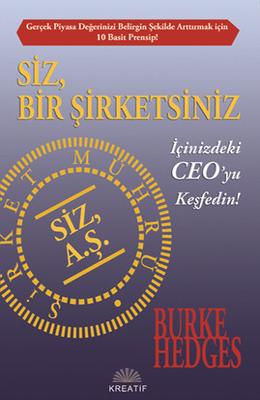 Gerçek Piyasa Değerinizi Belirgin Şekilde Artturmak için
10 Basit Prensip!
SİZ,
BİR ŞİRKETSİNİZ
İçinizdeki
CEO'yu
Keşfedin!
ŞİRKET MÜHRÜ
SİZ,
A.Ş.
BURKE
HEDGES
KREATİF